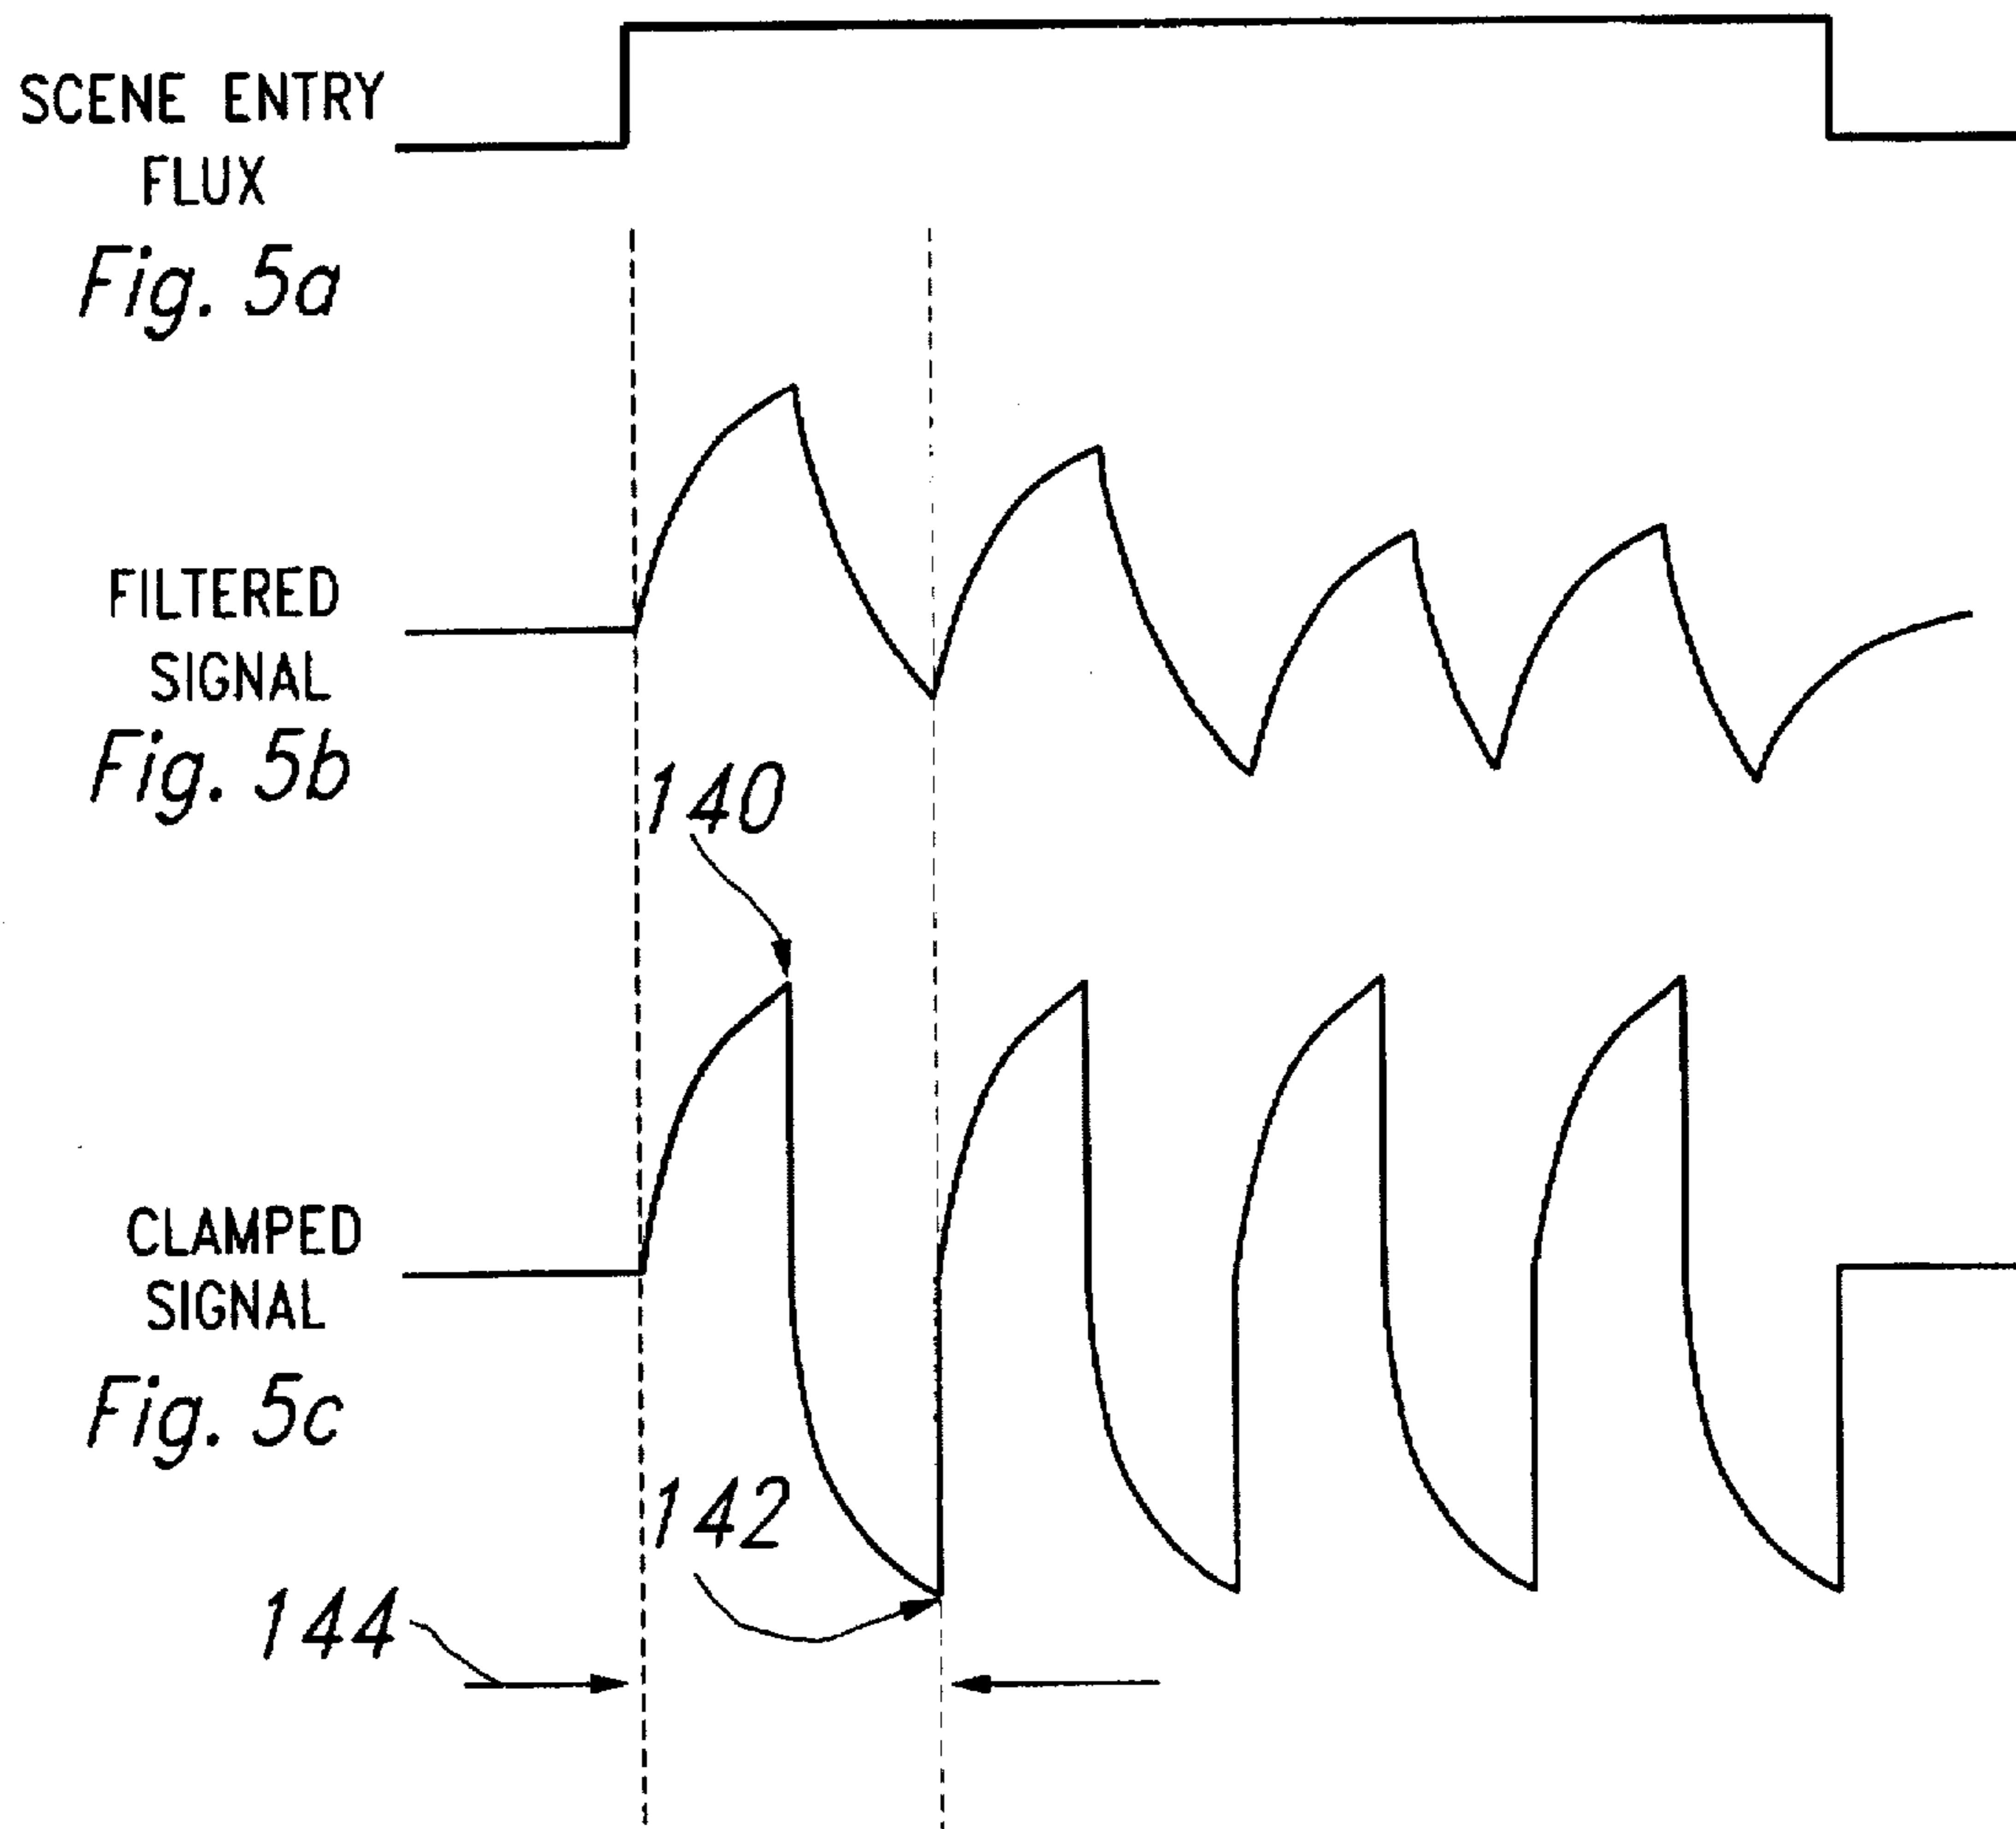 SCENE ENTRY
FLUX
Fig. 5a
FILTERED
SIGNAL
Fig. 5b
140
CLAMPED
SIGNAL
Fig. 5c
142
144